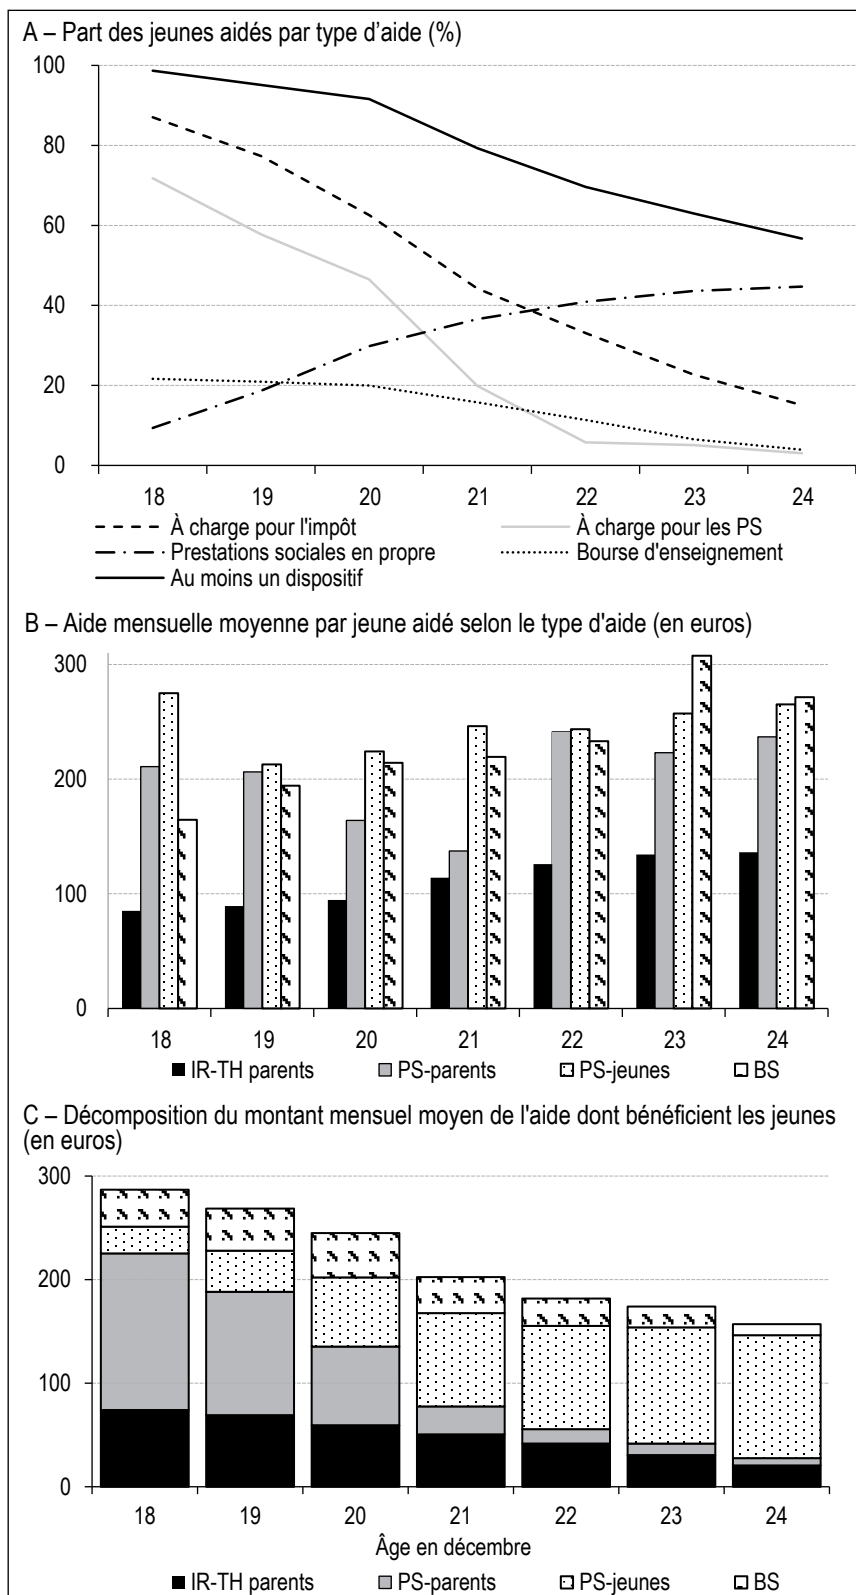 A – Part des jeunes aidés par type d’aide (%)
100
80
60
40
20
0
18 19 20 21 22 23 24
À charge pour l'impôt À charge pour les PS
Prestations sociales en propre Bourse d'enseignement
Au moins un dispositif
B – Aide mensuelle moyenne par jeune aidé selon le type d'aide (en euros)
300
200
100
0
18 19 20 21 22 23 24
IR-TH parents PS-parents PS-jeunes BS
C – Décomposition du montant mensuel moyen de l'aide dont bénéficient les jeunes
(en euros)
300
200
100
0
18 19 20 21 22 23 24
Âge en décembre
IR-TH parents PS-parents PS-jeunes BS